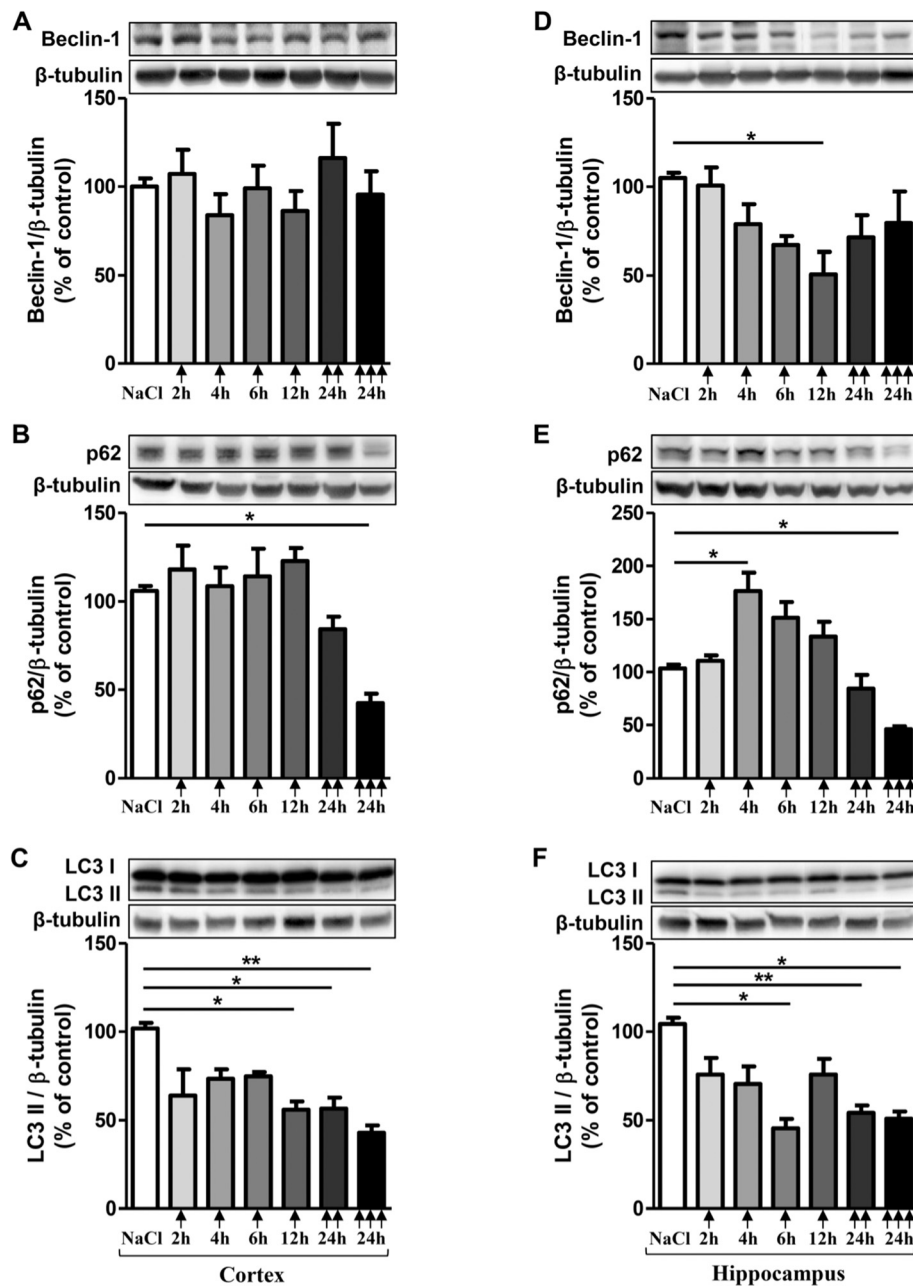 A
Beclin-1
β-tubulin
Beclin-1/β-tubulin
(% of control)
150
100
50
0
NaCl 2h 4h 6h 12h 24h 24h
B
p62
β-tubulin
p62/β-tubulin
(% of control)
150
100
50
0
*
NaCl 2h 4h 6h 12h 24h 24h
C
LC3 I
LC3 II
β-tubulin
LC3 II / β-tubulin
(% of control)
150
100
50
0
**
*
*
NaCl 2h 4h 6h 12h 24h 24h
Cortex
D
Beclin-1
β-tubulin
Beclin-1/β-tubulin
(% of control)
150
100
50
0
*
NaCl 2h 4h 6h 12h 24h 24h
E
p62
β-tubulin
p62/β-tubulin
(% of control)
250
200
150
100
50
0
*
*
NaCl 2h 4h 6h 12h 24h 24h
F
LC3 I
LC3 II
β-tubulin
LC3 II / β-tubulin
(% of control)
150
100
50
0
*
**
*
NaCl 2h 4h 6h 12h 24h 24h
Hippocampus